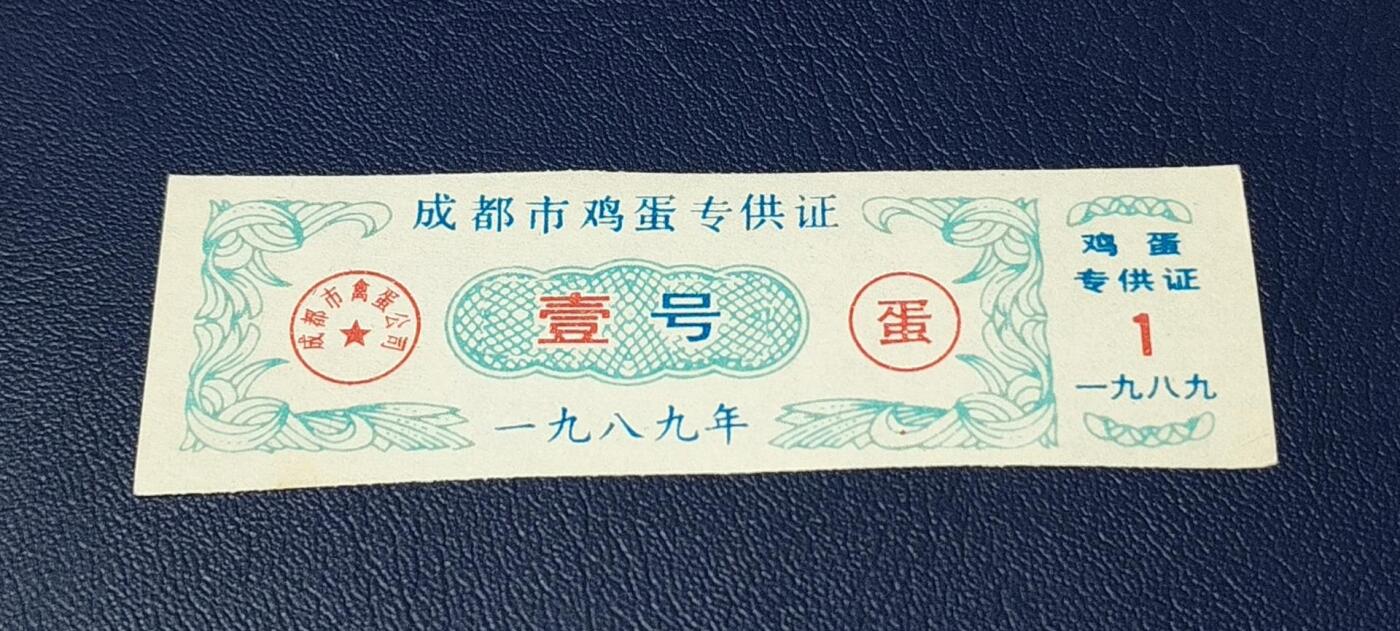 成都市鸡蛋专供证
成都市禽蛋公司
壹号
蛋
一九八九年
鸡蛋
专供证
1
一九八九